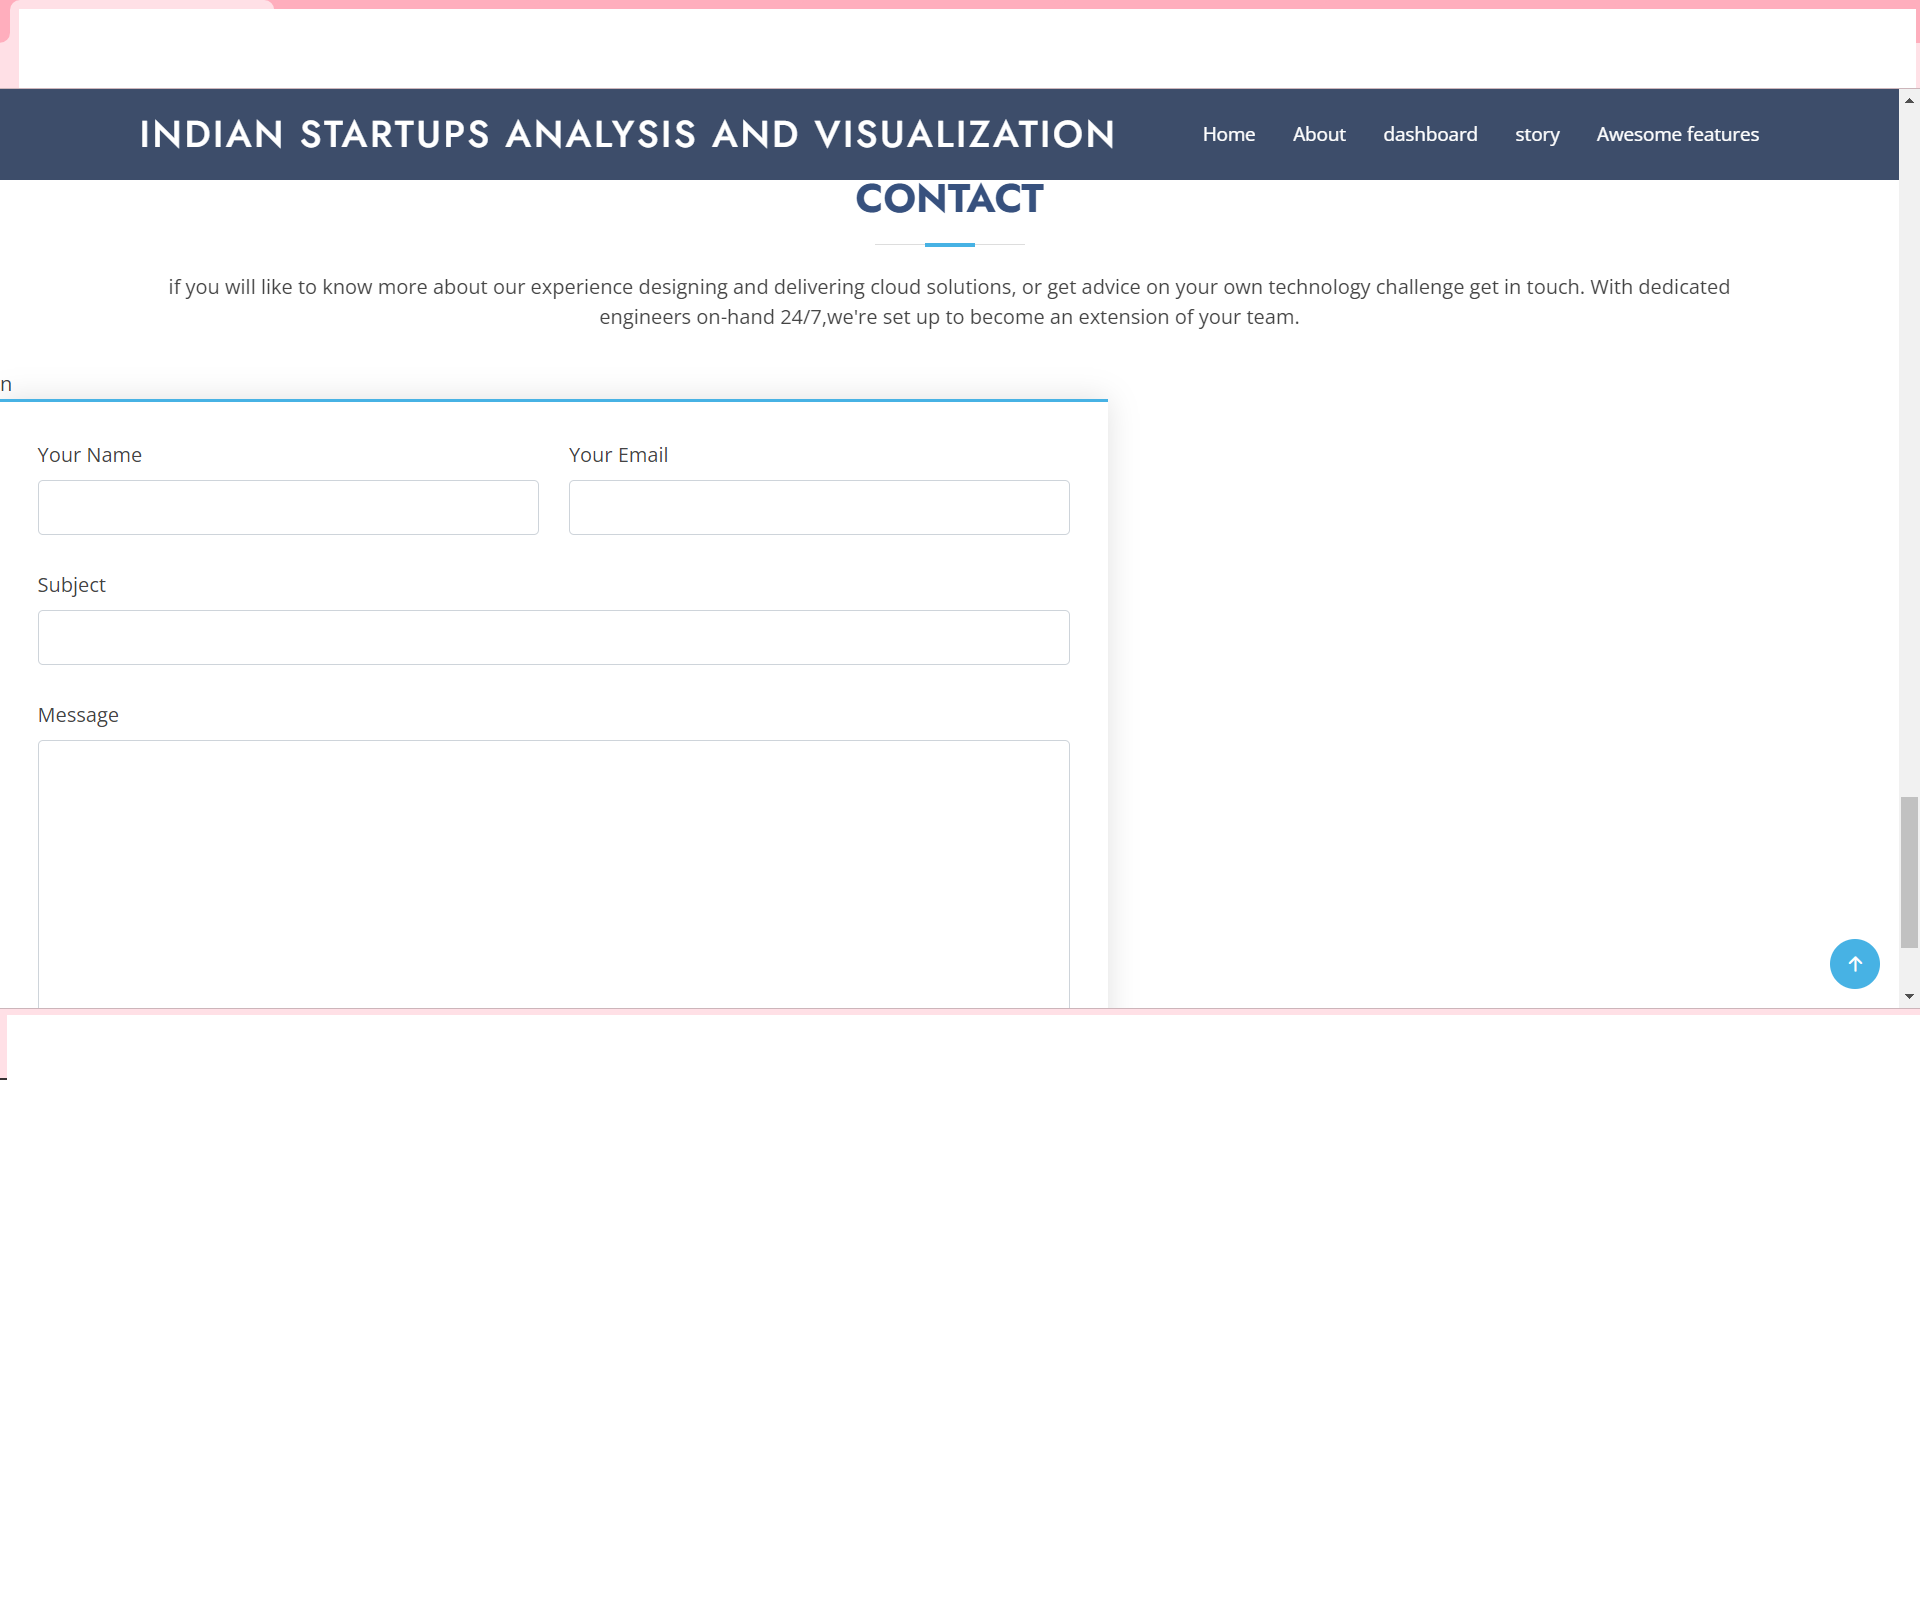 INDIAN STARTUPS ANALYSIS AND VISUALIZATION Home About dashboard story Awesome features
CONTACT
if you will like to know more about our experience designing and delivering cloud solutions, or get advice on your own technology challenge get in touch. With dedicated
engineers on-hand 24/7,we're set up to become an extension of your team.
n
Your Name Your Email
Subject
Message